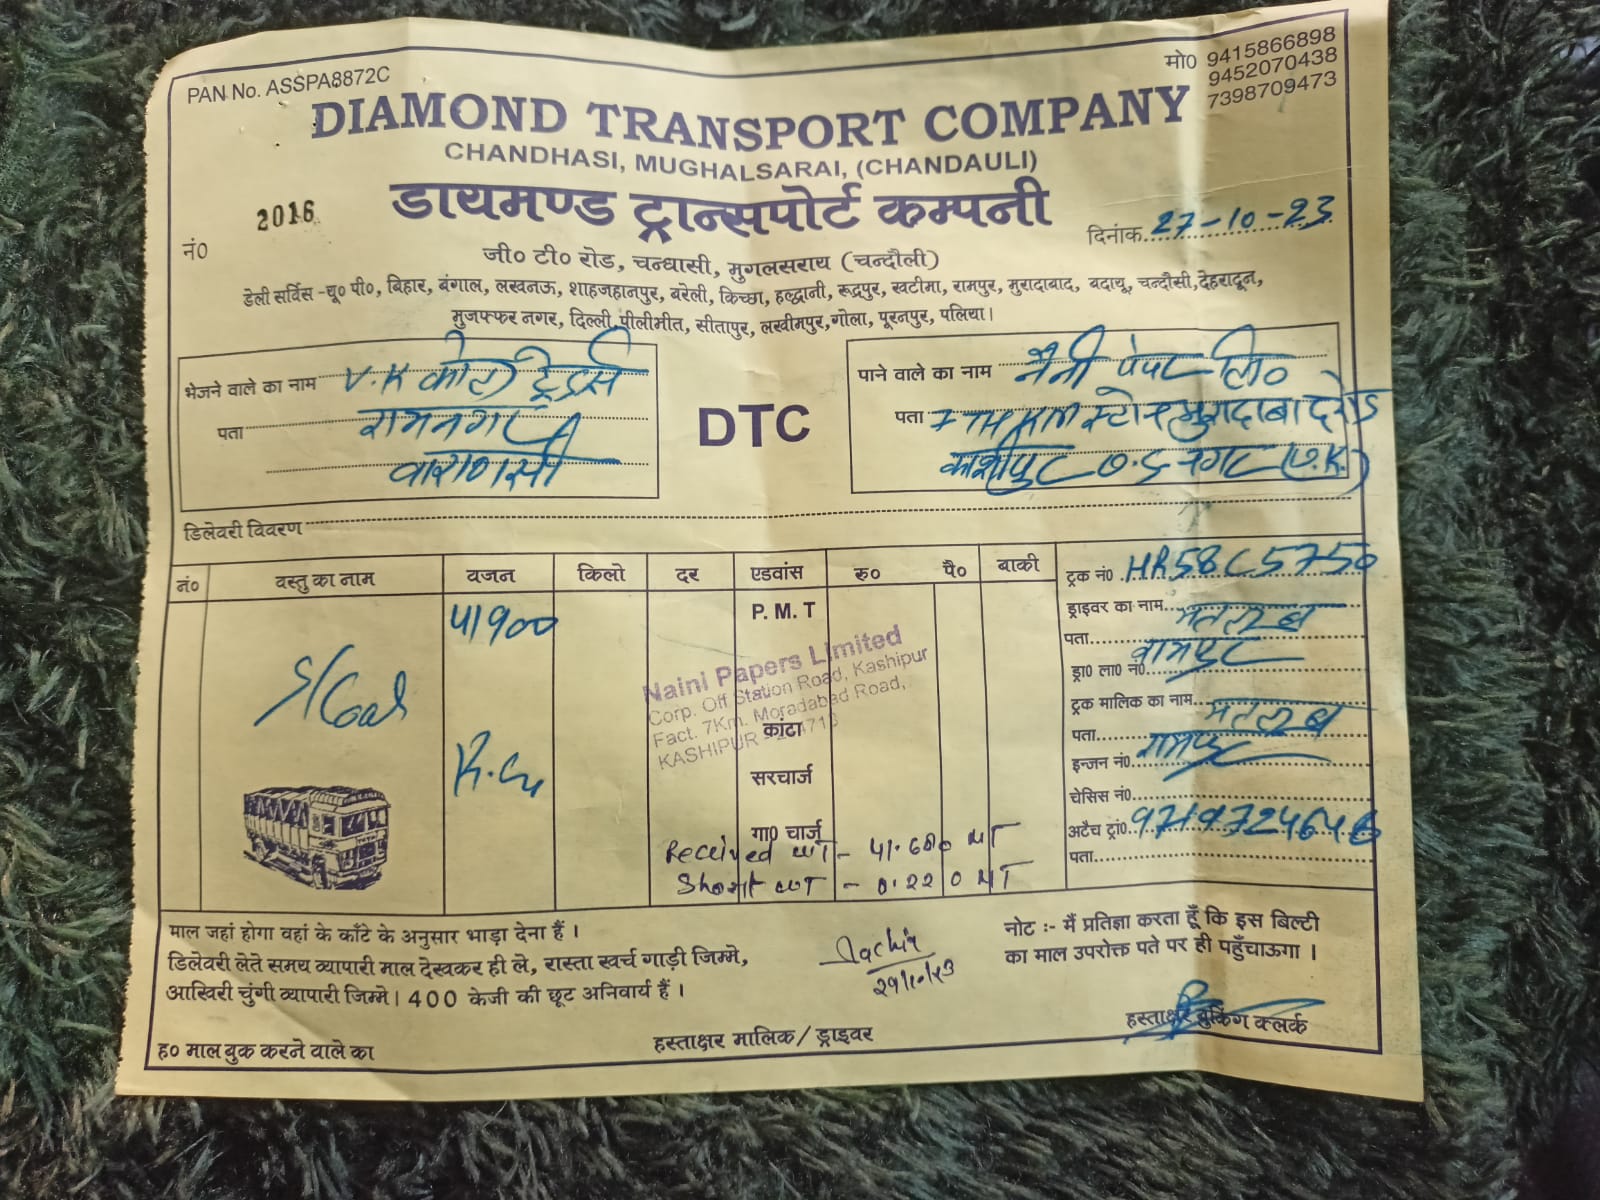 PAN No. ASSPA8872C
मो० 9415866898
9452070438
7398709473
DIAMOND TRANSPORT COMPANY
CHANDHASI, MUGHALSARAI, (CHANDAULI)
डायमण्ड ट्रान्सपोर्ट कम्पनी
नं० 2016
दिनांक 27-10-23
जी० टी० रोड, चन्धासी, मुगलसराय (चन्दौली)
डेली सर्विस -यू० पी०, बिहार, बंगाल, लखनऊ, शाहजहानपुर, बरेली, किच्छा, हल्द्वानी, रूद्रपुर, खटीमा, रामपुर, मुरादाबाद, बदायू, चन्दौसी, देहरादून,
मुजफ्फर नगर, दिल्ली, पीलीभीत, सीतापुर, लखीमपुर, गोला, पूरनपुर, पलिया।
भेजने वाले का नाम V.K कोल ट्रेडर्स
पता रामनगर
वाराणसी
DTC
पाने वाले का नाम नैनी पेपर लि०
पता 7 TH KM स्टोन मुरादाबाद रोड
काशीपुर उ.ऽ नगर (U.K.)
डिलेवरी विवरण
नं० वस्तु का नाम वजन किलो दर एडवांस रु० पै० बाकी
S/Coal
41900
P. M. T
कांटा
सरचार्ज
गा० चार्ज
Naini Papers Limited
Corp. Off Station Road, Kashipur
Fact. 7Km. Moradabad Road,
KASHIPUR
Received WT - 41.680 MT
Short WT - 0.220 MT
ट्रक नं० HR58C5750
ड्राइवर का नाम मतलूब
पता रामपुर
ड्रा० ला० नं०
ट्रक मालिक का नाम मतलूब
पता रामपुर
इन्जन नं०
चेसिस नं०
अटैच ट्रां० 9719724646
पता
माल जहां होगा वहां के काँटे के अनुसार भाड़ा देना हैं।
डिलेवरी लेते समय व्यापारी माल देखकर ही ले, रास्ता खर्च गाड़ी जिम्मे,
आखिरी चुंगी व्यापारी जिम्मे। 400 केजी की छूट अनिवार्य हैं।
Sachin
29/10/23
नोट :- मैं प्रतिज्ञा करता हूँ कि इस बिल्टी
का माल उपरोक्त पते पर ही पहुँचाऊगा।
ह० माल बुक करने वाले का
हस्ताक्षर मालिक/ ड्राइवर
हस्ताक्षर बुकिंग क्लर्क